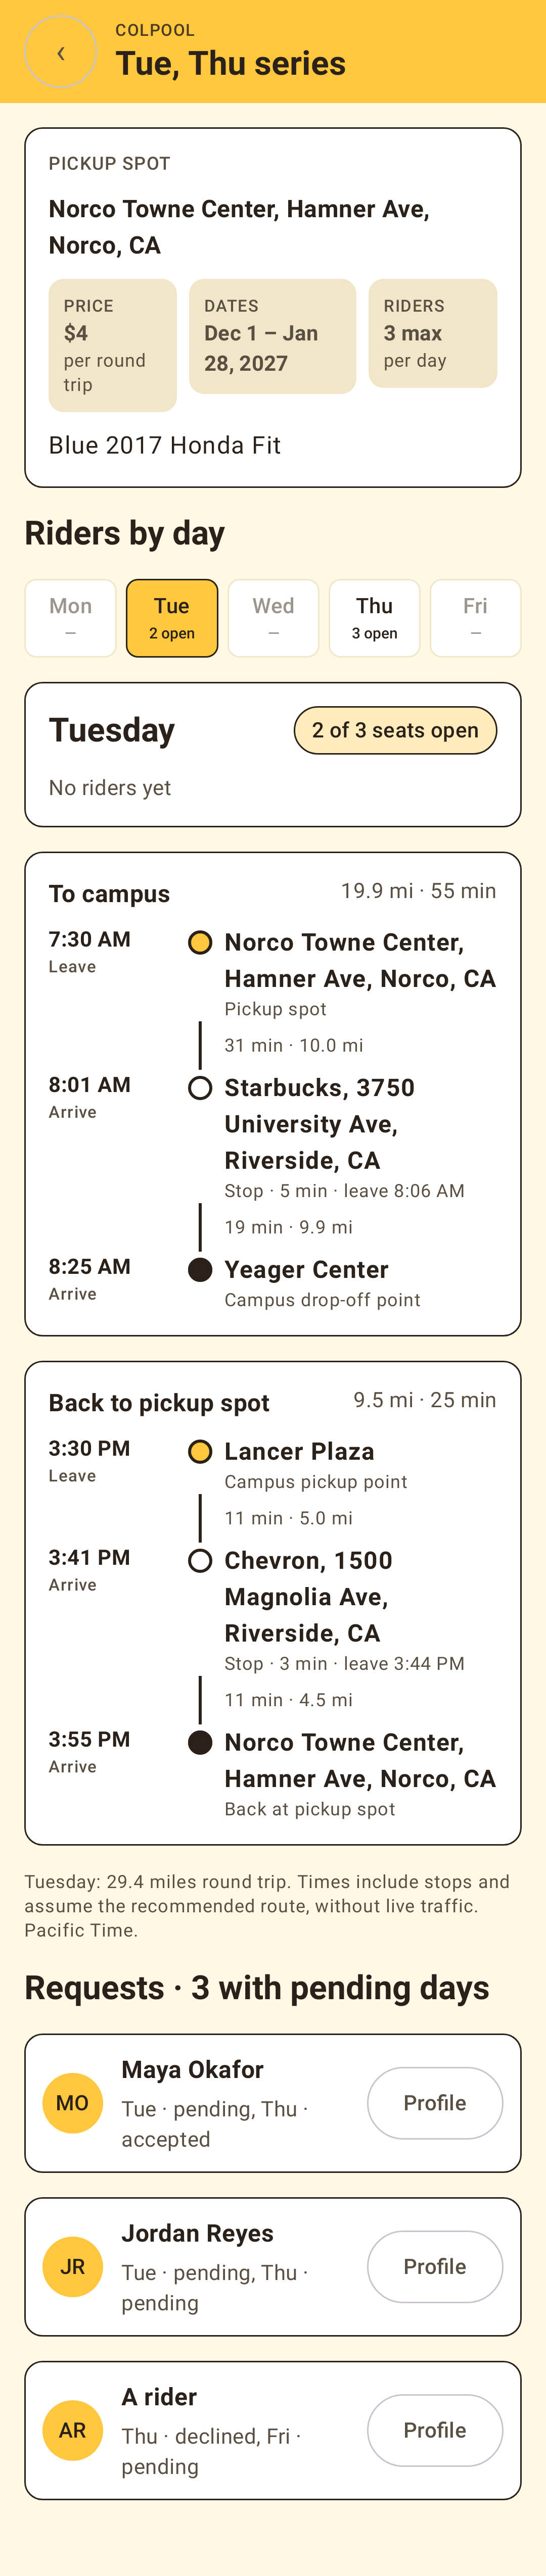 ‹
COLPOOL
Tue, Thu series
PICKUP SPOT
Norco Towne Center, Hamner Ave,
Norco, CA
PRICE
$4
per round
trip
DATES
Dec 1 – Jan
28, 2027
RIDERS
3 max
per day
Blue 2017 Honda Fit
Riders by day
Mon
–
Tue
2 open
Wed
–
Thu
3 open
Fri
–
Tuesday
2 of 3 seats open
No riders yet
To campus
19.9 mi · 55 min
7:30 AM
Leave
Norco Towne Center,
Hamner Ave, Norco, CA
Pickup spot
31 min · 10.0 mi
8:01 AM
Arrive
Starbucks, 3750
University Ave,
Riverside, CA
Stop · 5 min · leave 8:06 AM
19 min · 9.9 mi
8:25 AM
Arrive
Yeager Center
Campus drop-off point
Back to pickup spot
9.5 mi · 25 min
3:30 PM
Leave
Lancer Plaza
Campus pickup point
11 min · 5.0 mi
3:41 PM
Arrive
Chevron, 1500
Magnolia Ave,
Riverside, CA
Stop · 3 min · leave 3:44 PM
11 min · 4.5 mi
3:55 PM
Arrive
Norco Towne Center,
Hamner Ave, Norco, CA
Back at pickup spot
Tuesday: 29.4 miles round trip. Times include stops and
assume the recommended route, without live traffic.
Pacific Time.
Requests · 3 with pending days
MO
Maya Okafor
Tue · pending, Thu ·
accepted
Profile
JR
Jordan Reyes
Tue · pending, Thu ·
pending
Profile
AR
A rider
Thu · declined, Fri ·
pending
Profile